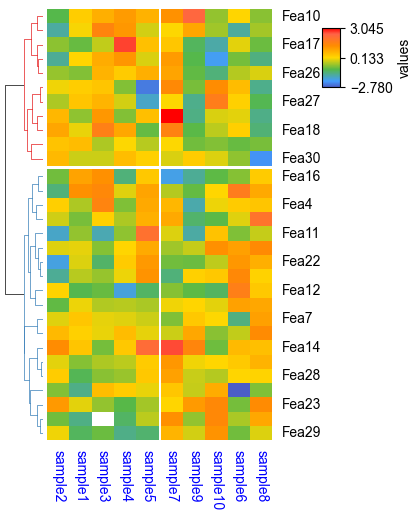 Fea10
Fea17
Fea26
Fea27
Fea18
Fea30
Fea16
Fea4
Fea11
Fea22
Fea12
Fea7
Fea14
Fea28
Fea23
Fea29
3.045
0.133
−2.780
values
sample2
sample1
sample3
sample4
sample5
sample7
sample9
sample10
sample6
sample8